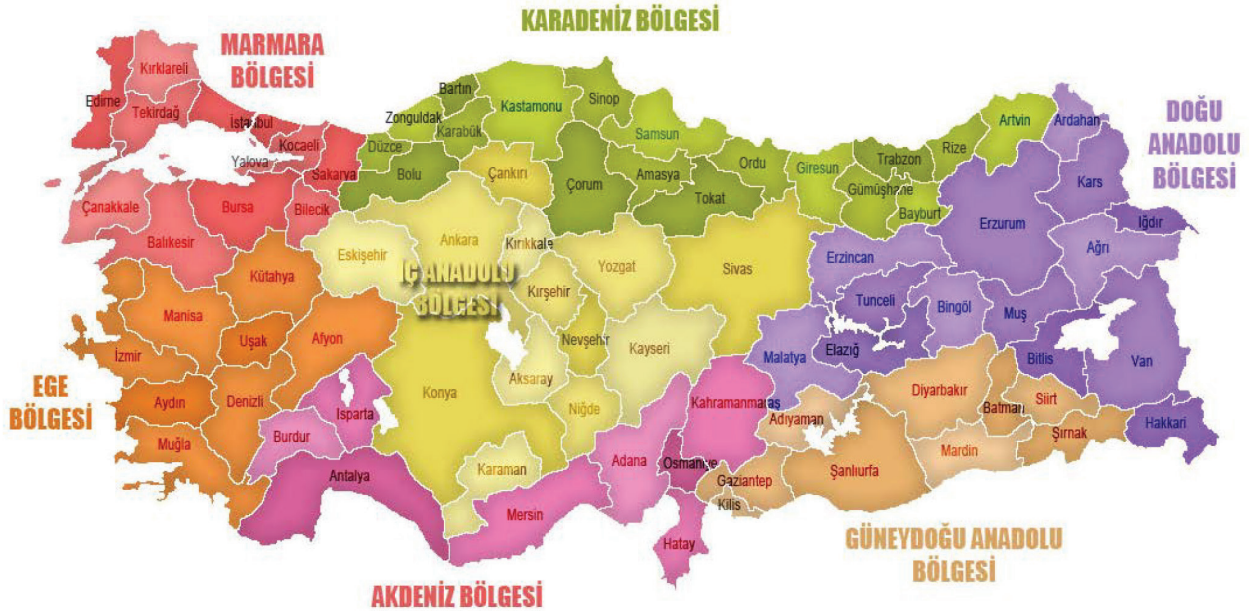 KARADENİZ BÖLGESİ
MARMARA
BÖLGESİ
DOĞU
ANADOLU
BÖLGESİ
Kırklareli
Edirne
Tekirdağ
İstanbul
Kocaeli
Yalova
Sakarya
Çanakkale
Bursa
Bilecik
Balıkesir
Bartın
Zonguldak
Karabük
Kastamonu
Sinop
Düzce
Bolu
Samsun
Çankırı
Çorum
Amasya
Tokat
Ordu
Giresun
Trabzon
Rize
Artvin
Gümüşhane
Bayburt
Ardahan
Kars
Iğdır
Erzurum
Ağrı
Erzincan
Tunceli
Bingöl
Muş
Elazığ
Malatya
Bitlis
Van
Hakkari
Eskişehir
Ankara
Kırıkkale
Yozgat
Sivas
İÇ ANADOLU
BÖLGESİ
Kırşehir
Nevşehir
Kayseri
Aksaray
Konya
Niğde
Karaman
EGE
BÖLGESİ
Kütahya
Manisa
Uşak
Afyon
İzmir
Aydın
Denizli
Muğla
Isparta
Burdur
Antalya
Mersin
Adana
Kahramanmaraş
Osmaniye
Hatay
Adıyaman
Diyarbakır
Batman
Siirt
Şırnak
Mardin
Şanlıurfa
Gaziantep
Kilis
GÜNEYDOĞU ANADOLU
BÖLGESİ
AKDENİZ BÖLGESİ